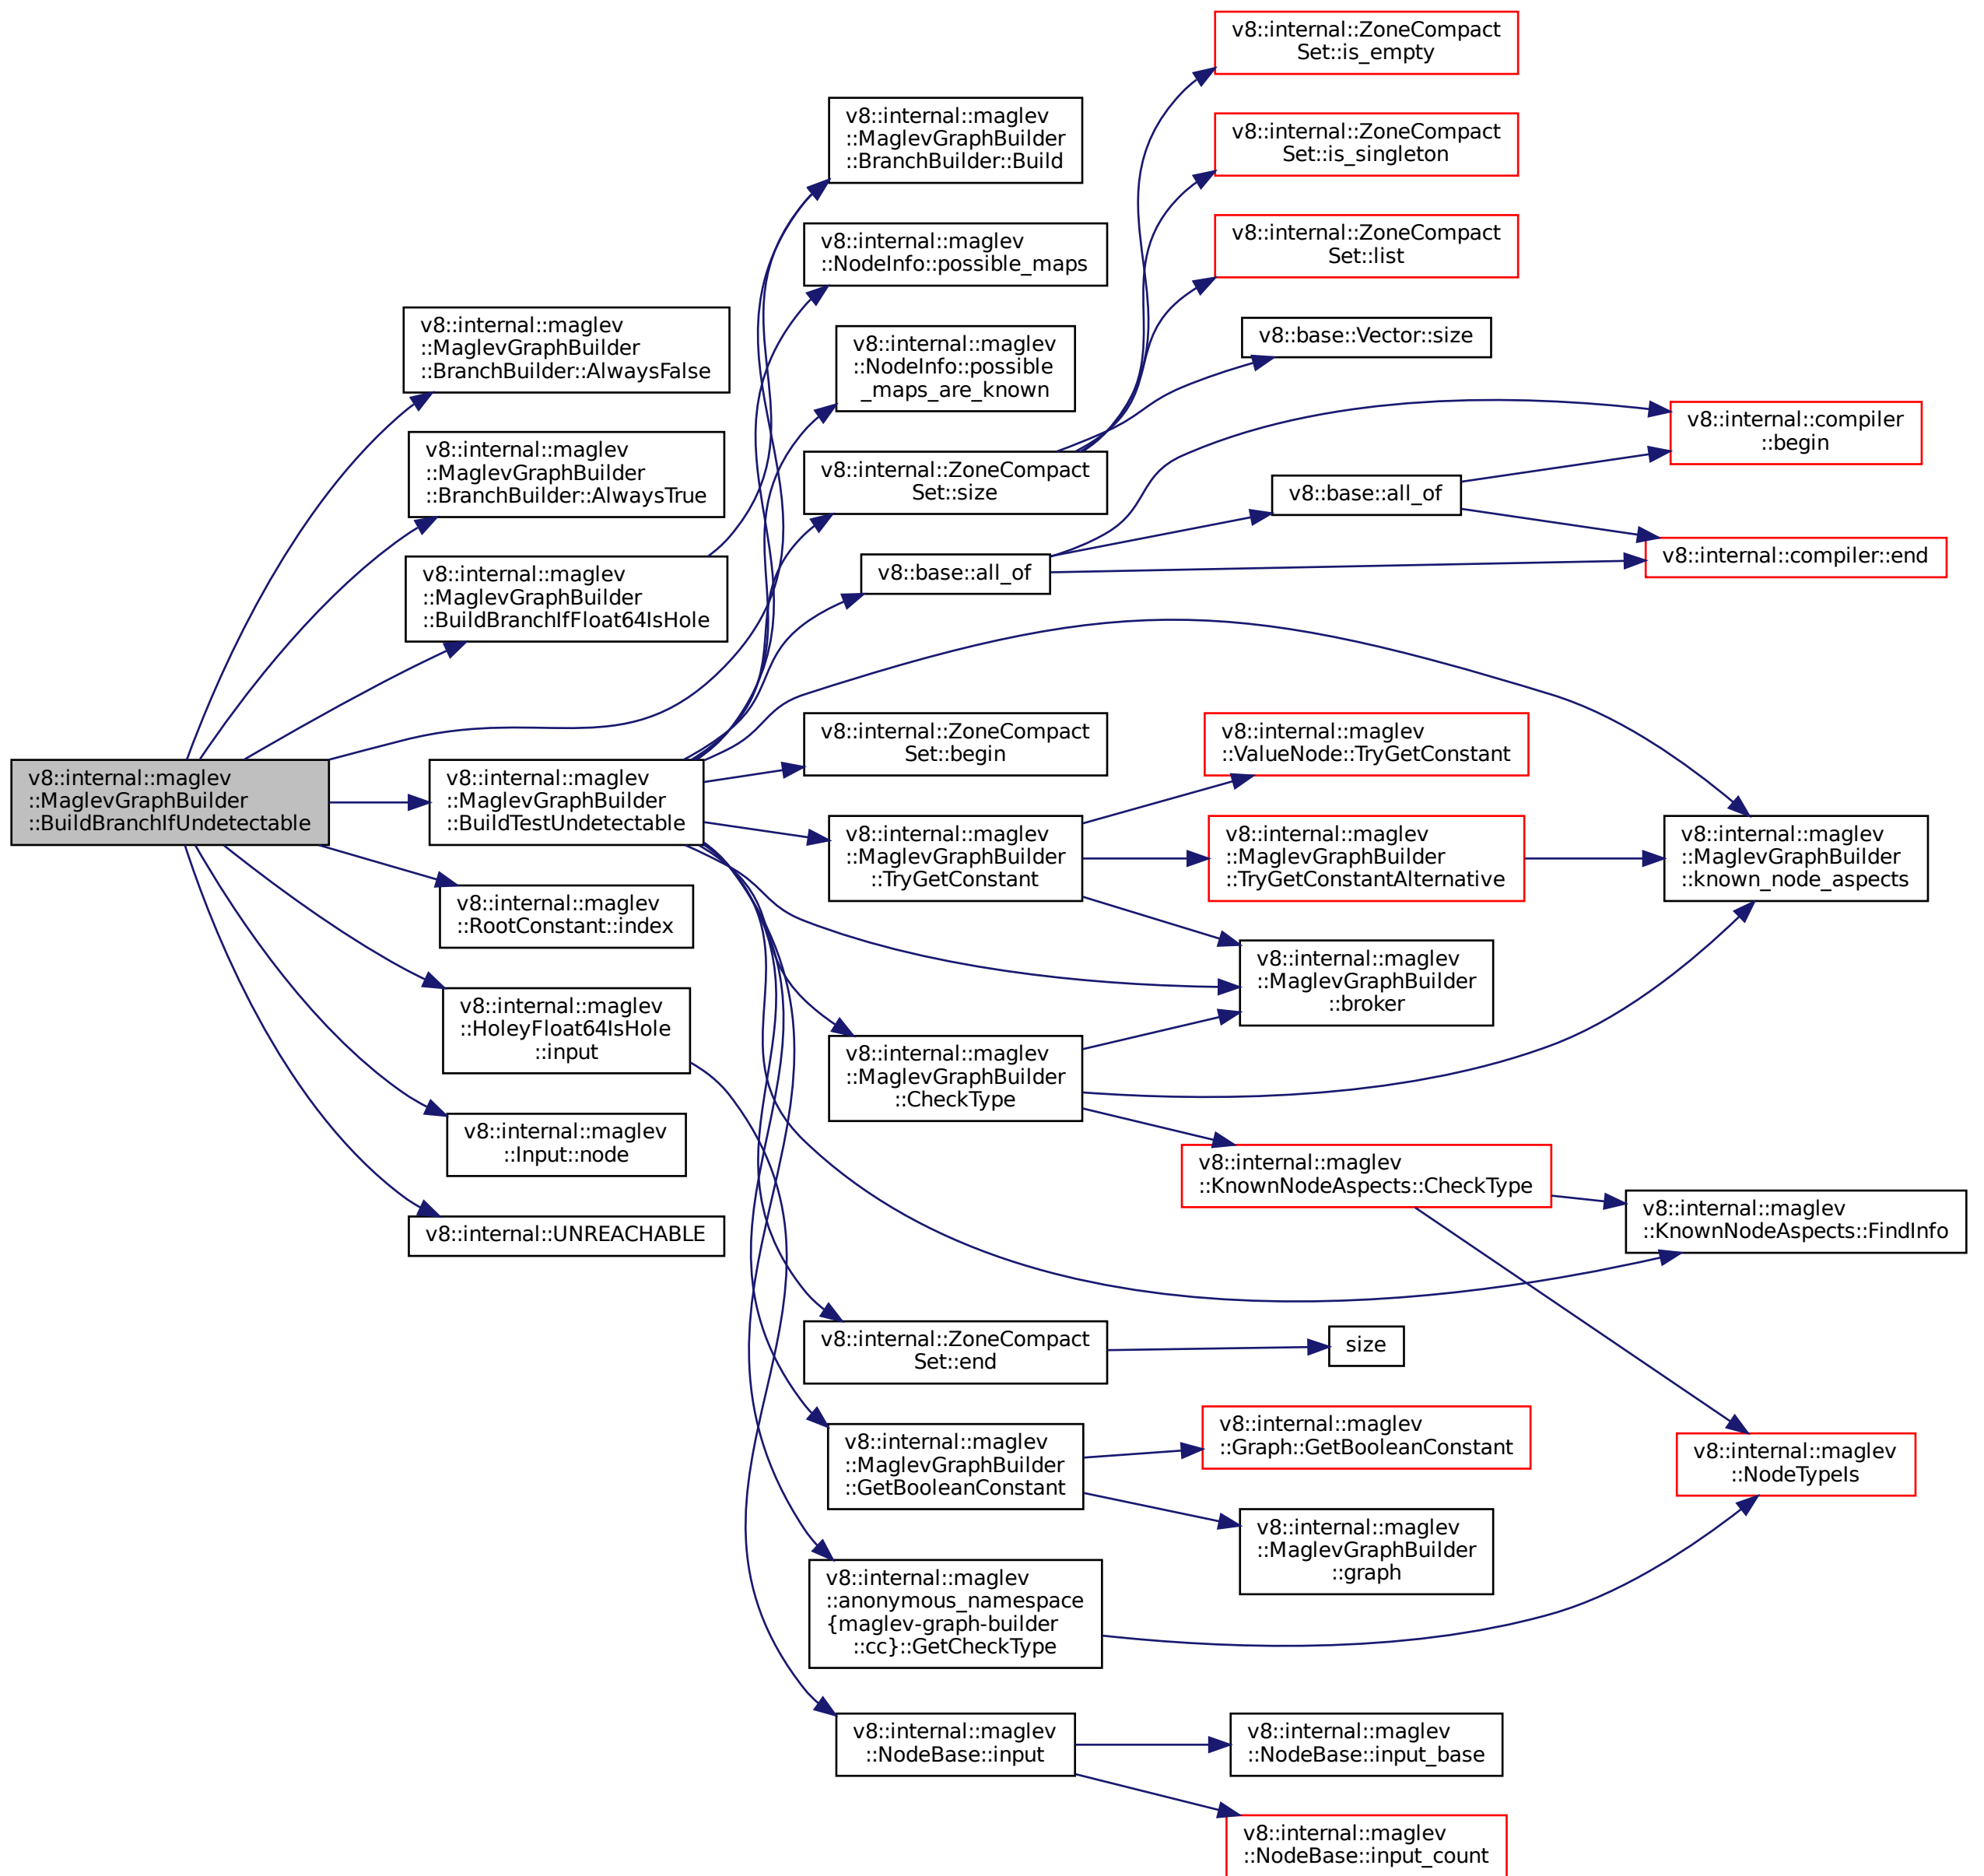 v8::internal::maglev
::MaglevGraphBuilder
::BuildBranchIfUndetectable
v8::internal::maglev
::MaglevGraphBuilder
::BranchBuilder::AlwaysFalse
v8::internal::maglev
::MaglevGraphBuilder
::BranchBuilder::AlwaysTrue
v8::internal::maglev
::MaglevGraphBuilder
::BuildBranchIfFloat64IsHole
v8::internal::maglev
::MaglevGraphBuilder
::BuildTestUndetectable
v8::internal::maglev
::RootConstant::index
v8::internal::maglev
::HoleyFloat64IsHole
::input
v8::internal::maglev
::Input::node
v8::internal::UNREACHABLE
v8::internal::maglev
::MaglevGraphBuilder
::BranchBuilder::Build
v8::internal::maglev
::NodeInfo::possible_maps
v8::internal::maglev
::NodeInfo::possible
_maps_are_known
v8::internal::ZoneCompact
Set::size
v8::base::all_of
v8::internal::ZoneCompact
Set::begin
v8::internal::maglev
::MaglevGraphBuilder
::TryGetConstant
v8::internal::maglev
::MaglevGraphBuilder
::CheckType
v8::internal::ZoneCompact
Set::end
v8::internal::maglev
::MaglevGraphBuilder
::GetBooleanConstant
v8::internal::maglev
::anonymous_namespace
{maglev-graph-builder
::cc}::GetCheckType
v8::internal::maglev
::NodeBase::input
v8::internal::ZoneCompact
Set::is_empty
v8::internal::ZoneCompact
Set::is_singleton
v8::internal::ZoneCompact
Set::list
v8::base::Vector::size
v8::base::all_of
v8::internal::maglev
::ValueNode::TryGetConstant
v8::internal::maglev
::MaglevGraphBuilder
::TryGetConstantAlternative
v8::internal::maglev
::MaglevGraphBuilder
::broker
v8::internal::maglev
::KnownNodeAspects::CheckType
size
v8::internal::maglev
::Graph::GetBooleanConstant
v8::internal::maglev
::MaglevGraphBuilder
::graph
v8::internal::maglev
::NodeBase::input_base
v8::internal::maglev
::NodeBase::input_count
v8::internal::compiler
::begin
v8::internal::compiler::end
v8::internal::maglev
::MaglevGraphBuilder
::known_node_aspects
v8::internal::maglev
::KnownNodeAspects::FindInfo
v8::internal::maglev
::NodeTypeIs